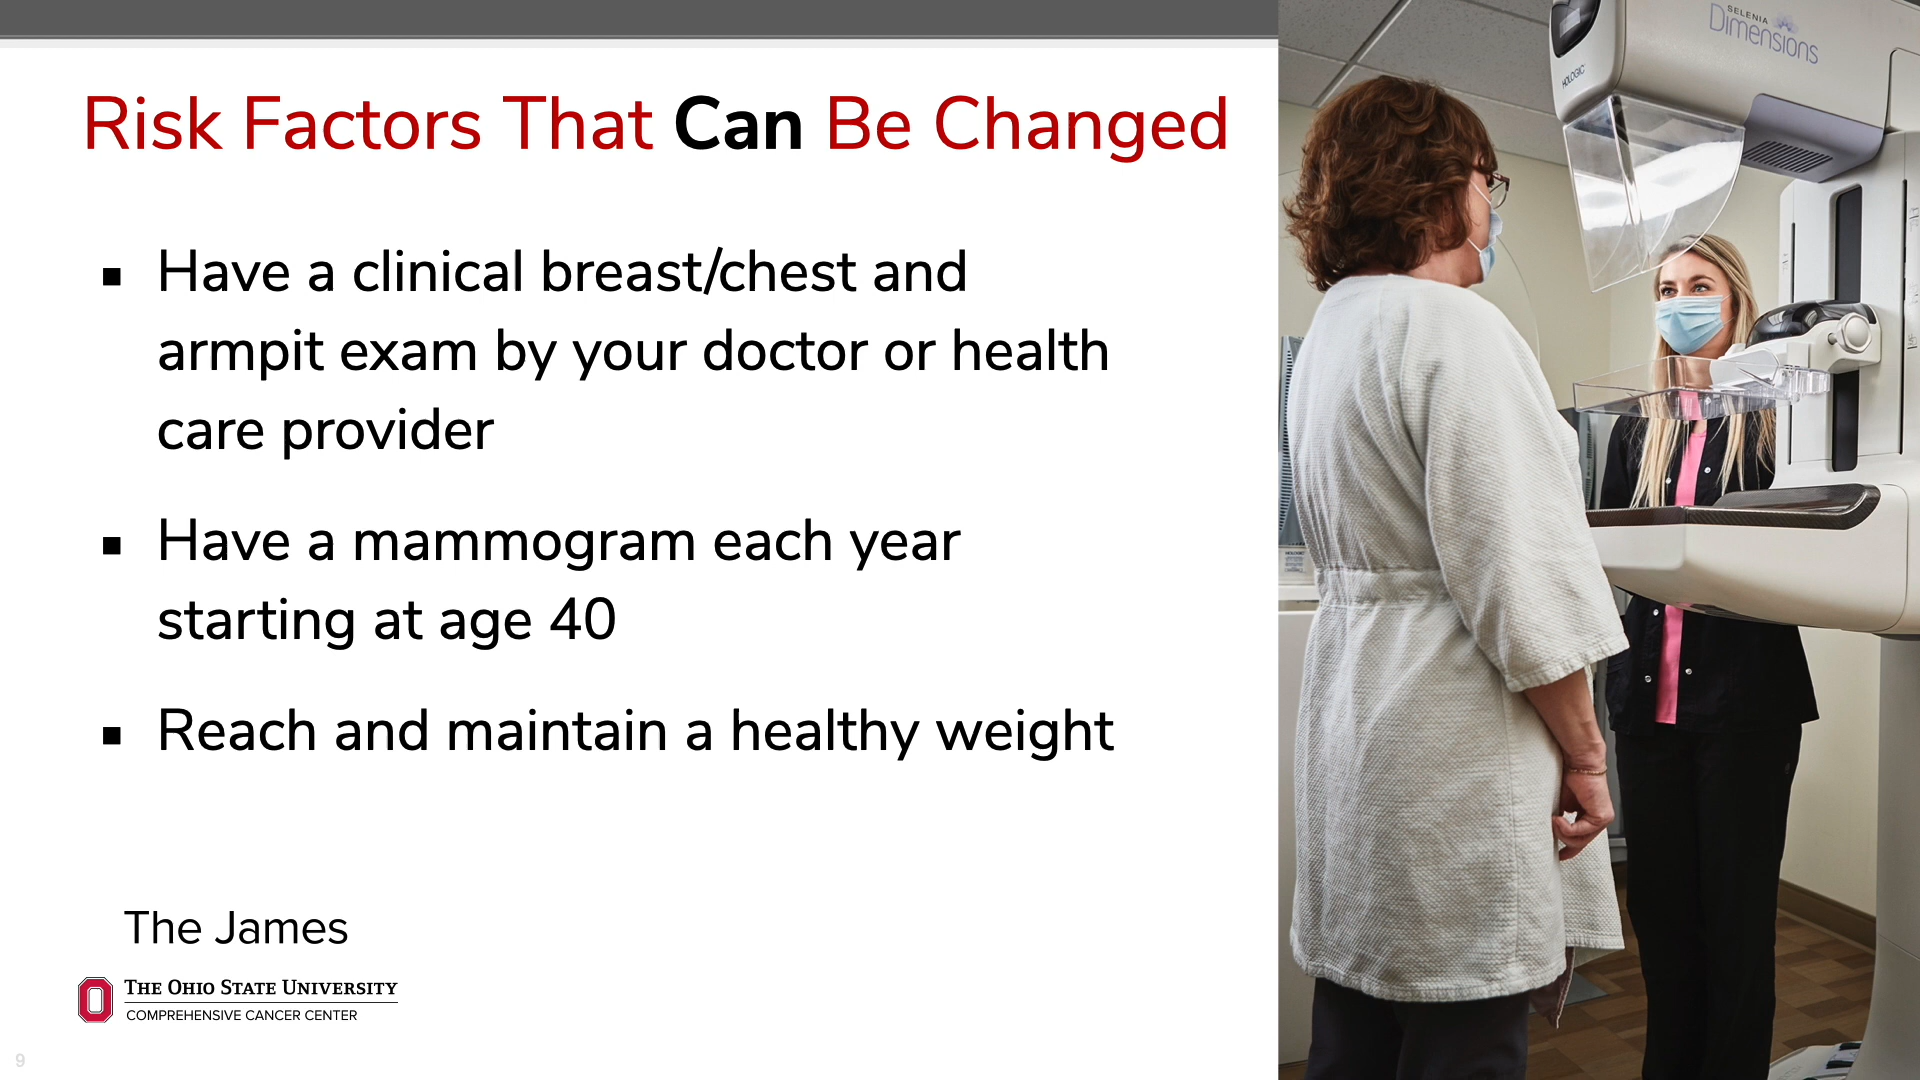 Risk Factors That Can Be Changed
▪ Have a clinical breast/chest and
armpit exam by your doctor or health
care provider
▪ Have a mammogram each year
starting at age 40
▪ Reach and maintain a healthy weight
The James
THE OHIO STATE UNIVERSITY
COMPREHENSIVE CANCER CENTER
9
SELENIA
Dimensions
HOLOGIC